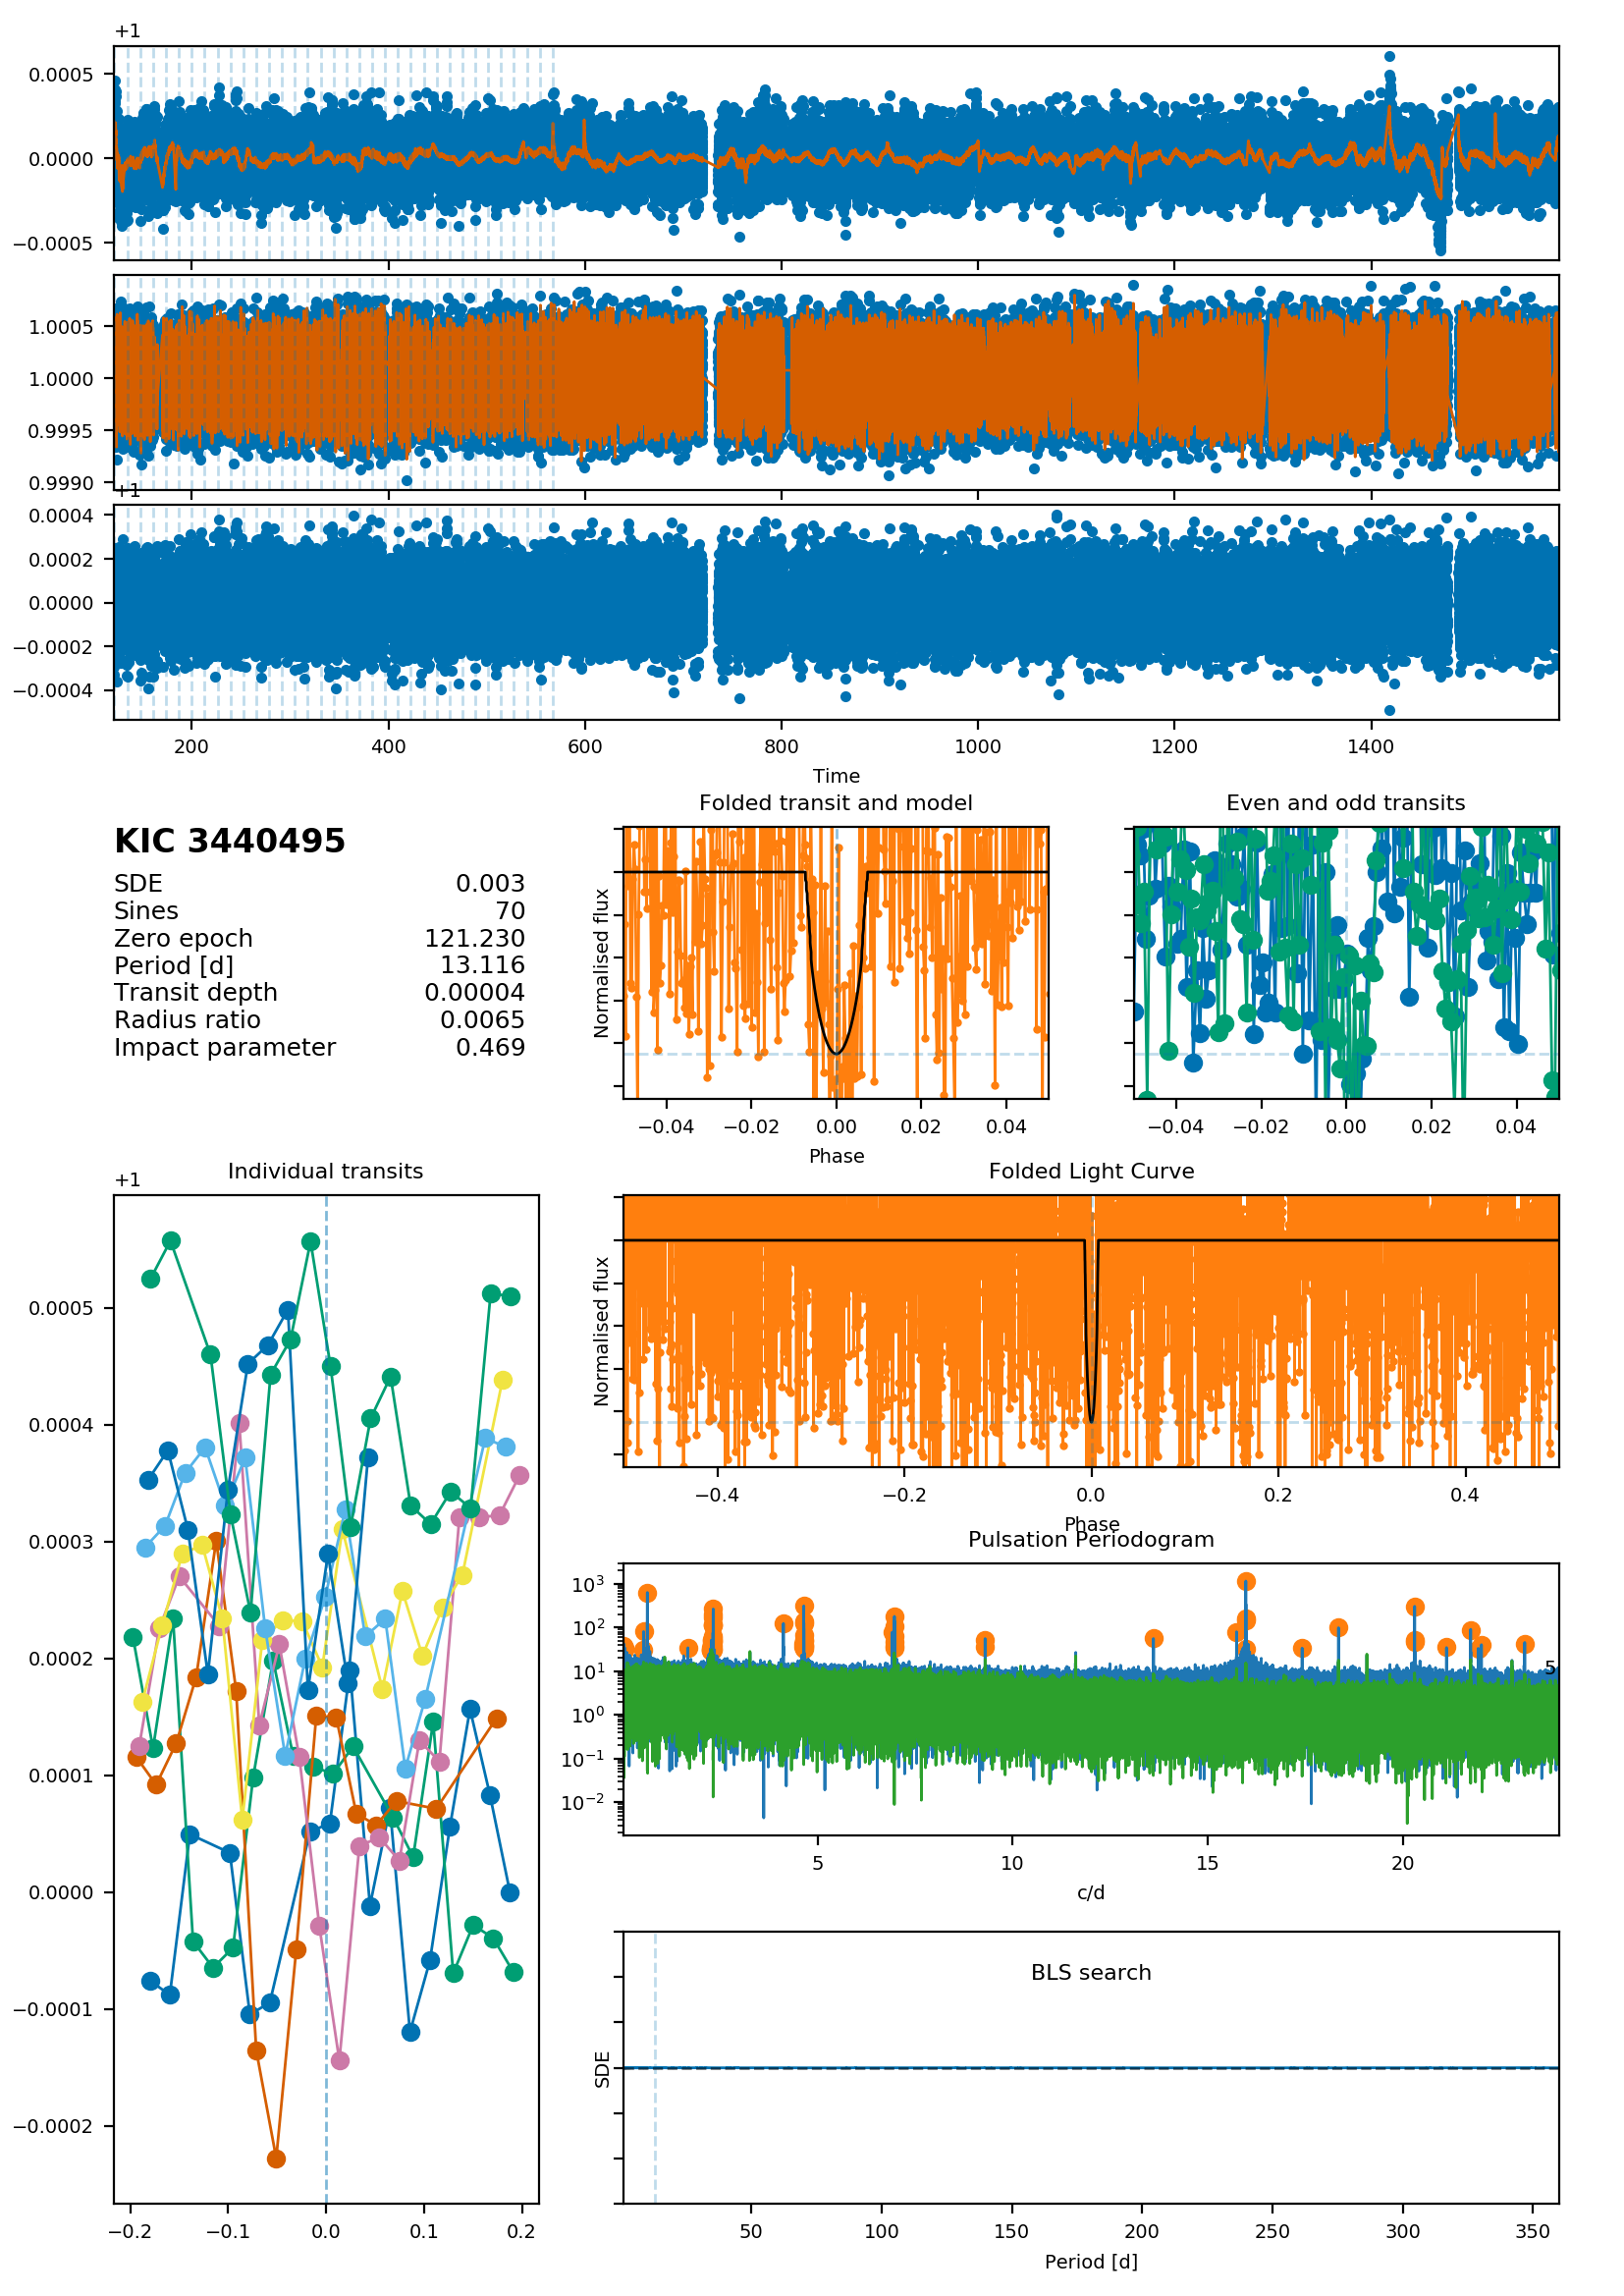 +1
0.0005
0.0000
−0.0005
1.0005
1.0000
0.9995
0.9990
+1
0.0004
0.0002
0.0000
−0.0002
−0.0004
200 400 600 800 1000 1200 1400
Time
KIC 3440495
SDE 0.003
Sines 70
Zero epoch 121.230
Period [d] 13.116
Transit depth 0.00004
Radius ratio 0.0065
Impact parameter 0.469
Folded transit and model
Normalised flux
−0.04 −0.02 0.00 0.02 0.04
Phase
Even and odd transits
−0.04 −0.02 0.00 0.02 0.04
Individual transits
+1
0.0005
0.0004
0.0003
0.0002
0.0001
0.0000
−0.0001
−0.0002
−0.2 −0.1 0.0 0.1 0.2
Folded Light Curve
Normalised flux
−0.4 −0.2 0.0 0.2 0.4
Phase
Pulsation Periodogram
10³
10²
10¹
10⁰
10⁻¹
10⁻²
5
5 10 15 20
c/d
BLS search
SDE
50 100 150 200 250 300 350
Period [d]